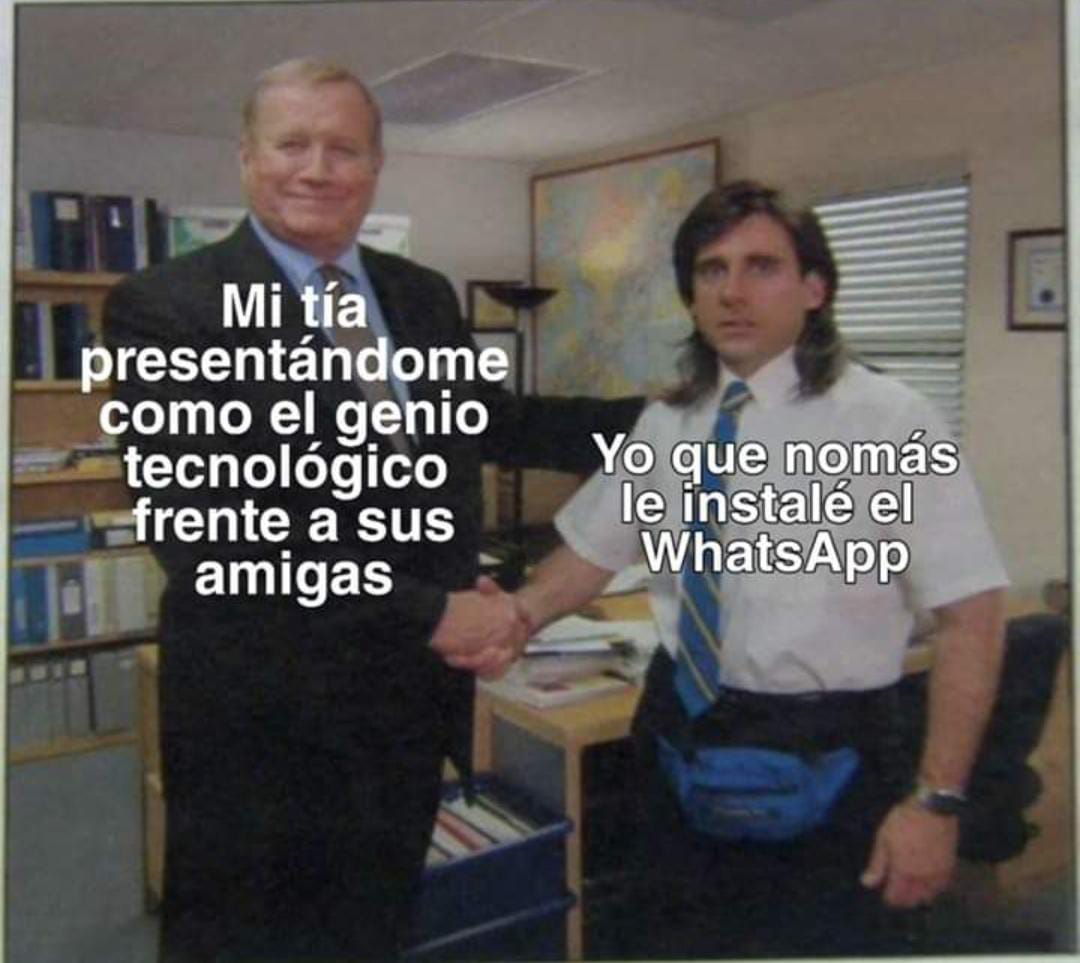 Mi tía
presentándome
como el genio
tecnológico
frente a sus
amigas
Yo que nomás
le instalé el
WhatsApp